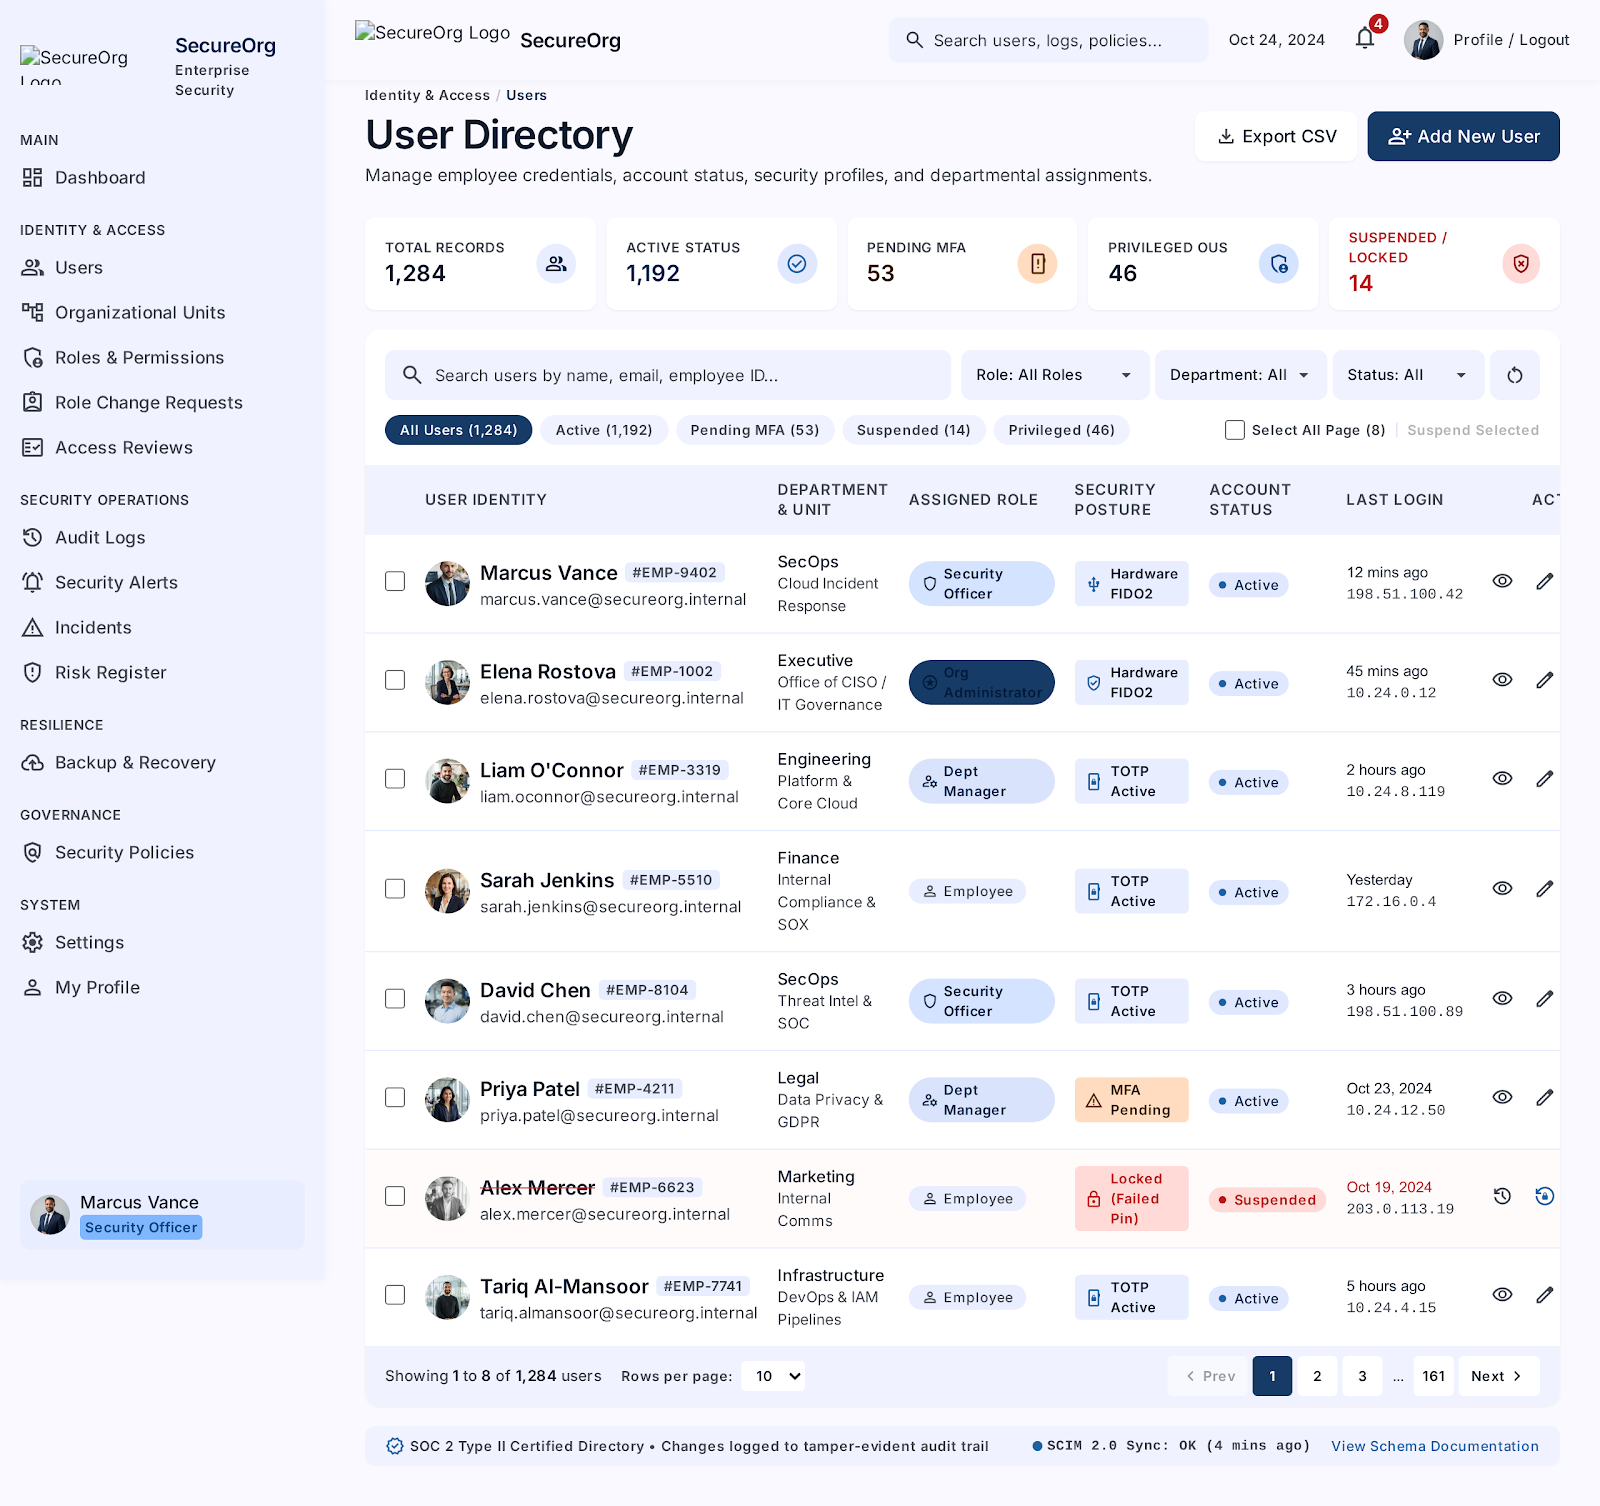 SecureOrg
SecureOrg
Enterprise
Security
MAIN
Dashboard
IDENTITY & ACCESS
Users
Organizational Units
Roles & Permissions
Role Change Requests
Access Reviews
SECURITY OPERATIONS
Audit Logs
Security Alerts
Incidents
Risk Register
RESILIENCE
Backup & Recovery
GOVERNANCE
Security Policies
SYSTEM
Settings
My Profile
Marcus Vance
Security Officer
SecureOrg Logo SecureOrg
Search users, logs, policies...
Oct 24, 2024
4
Profile / Logout
Identity & Access / Users
User Directory
Manage employee credentials, account status, security profiles, and departmental assignments.
Export CSV
Add New User
TOTAL RECORDS
1,284
ACTIVE STATUS
1,192
PENDING MFA
53
PRIVILEGED OUS
46
SUSPENDED /
LOCKED
14
Search users by name, email, employee ID...
Role: All Roles
Department: All
Status: All
All Users (1,284)
Active (1,192)
Pending MFA (53)
Suspended (14)
Privileged (46)
Select All Page (8)
Suspend Selected
USER IDENTITY
DEPARTMENT
& UNIT
ASSIGNED ROLE
SECURITY
POSTURE
ACCOUNT
STATUS
LAST LOGIN
Marcus Vance #EMP-9402
marcus.vance@secureorg.internal
SecOps
Cloud Incident
Response
Security
Officer
Hardware
FIDO2
Active
12 mins ago
198.51.100.42
Elena Rostova #EMP-1002
elena.rostova@secureorg.internal
Executive
Office of CISO /
IT Governance
Org
Administrator
Hardware
FIDO2
Active
45 mins ago
10.24.0.12
Liam O'Connor #EMP-3319
liam.oconnor@secureorg.internal
Engineering
Platform &
Core Cloud
Dept
Manager
TOTP
Active
Active
2 hours ago
10.24.8.119
Sarah Jenkins #EMP-5510
sarah.jenkins@secureorg.internal
Finance
Internal
Compliance &
SOX
Employee
TOTP
Active
Active
Yesterday
172.16.0.4
David Chen #EMP-8104
david.chen@secureorg.internal
SecOps
Threat Intel &
SOC
Security
Officer
TOTP
Active
Active
3 hours ago
198.51.100.89
Priya Patel #EMP-4211
priya.patel@secureorg.internal
Legal
Data Privacy &
GDPR
Dept
Manager
MFA
Pending
Active
Oct 23, 2024
10.24.12.50
Alex Mercer #EMP-6623
alex.mercer@secureorg.internal
Marketing
Internal
Comms
Employee
Locked
(Failed
Pin)
Suspended
Oct 19, 2024
203.0.113.19
Tariq Al-Mansoor #EMP-7741
tariq.almansoor@secureorg.internal
Infrastructure
DevOps & IAM
Pipelines
Employee
TOTP
Active
Active
5 hours ago
10.24.4.15
Showing 1 to 8 of 1,284 users
Rows per page: 10
Prev 1 2 3 ... 161 Next
SOC 2 Type II Certified Directory • Changes logged to tamper-evident audit trail
SCIM 2.0 Sync: OK (4 mins ago)
View Schema Documentation